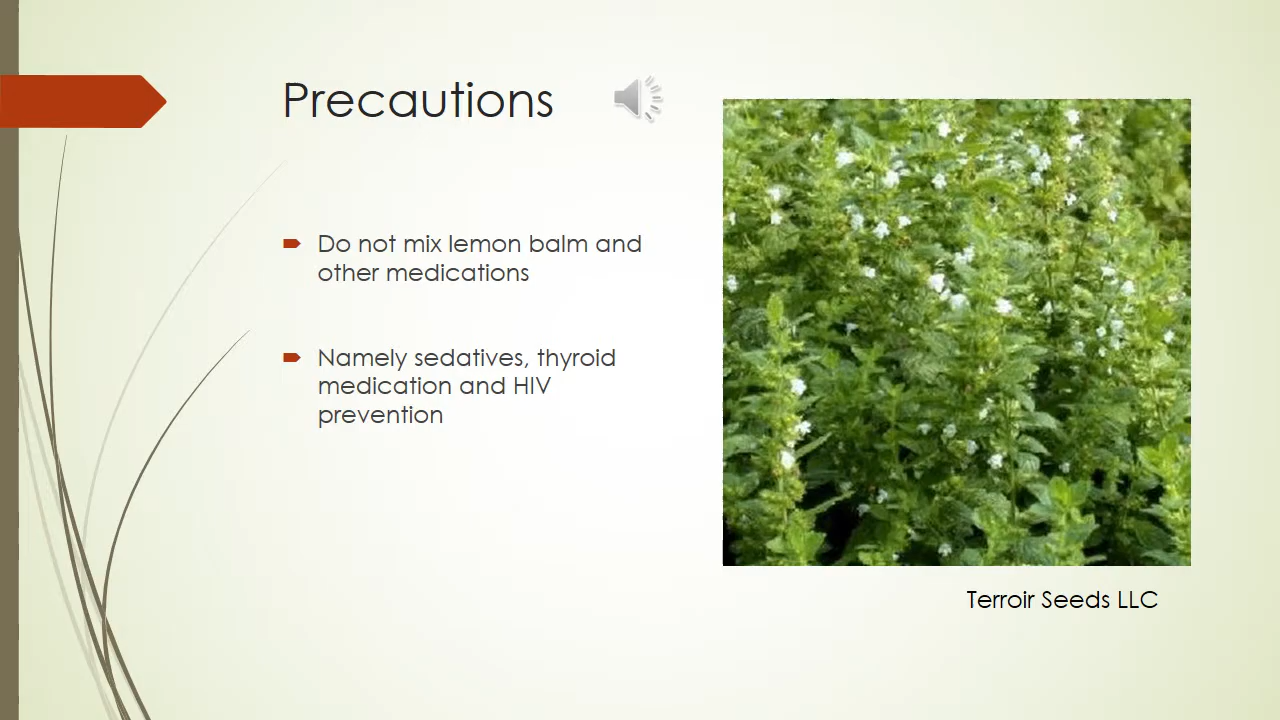 Precautions
Do not mix lemon balm and
other medications
Namely sedatives, thyroid
medication and HIV
prevention
Terroir Seeds LLC